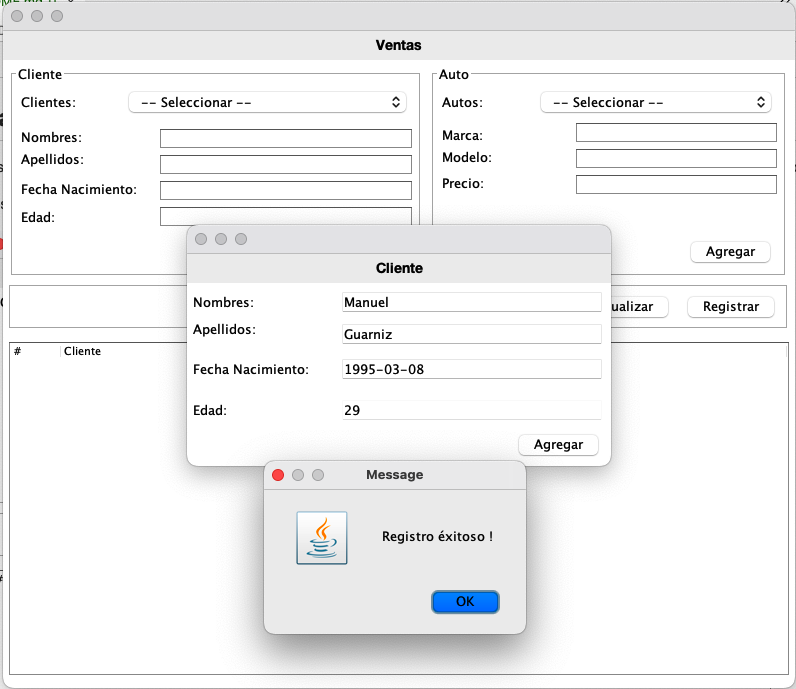 Ventas
Cliente
Clientes:
-- Seleccionar --
Nombres:
Apellidos:
Fecha Nacimiento:
Edad:
Auto
Autos:
-- Seleccionar --
Marca:
Modelo:
Precio:
Agregar
ualizar
Registrar
#
Cliente
Cliente
Nombres:
Manuel
Apellidos:
Guarniz
Fecha Nacimiento:
1995-03-08
Edad:
29
Agregar
Message
Registro éxitoso !
OK